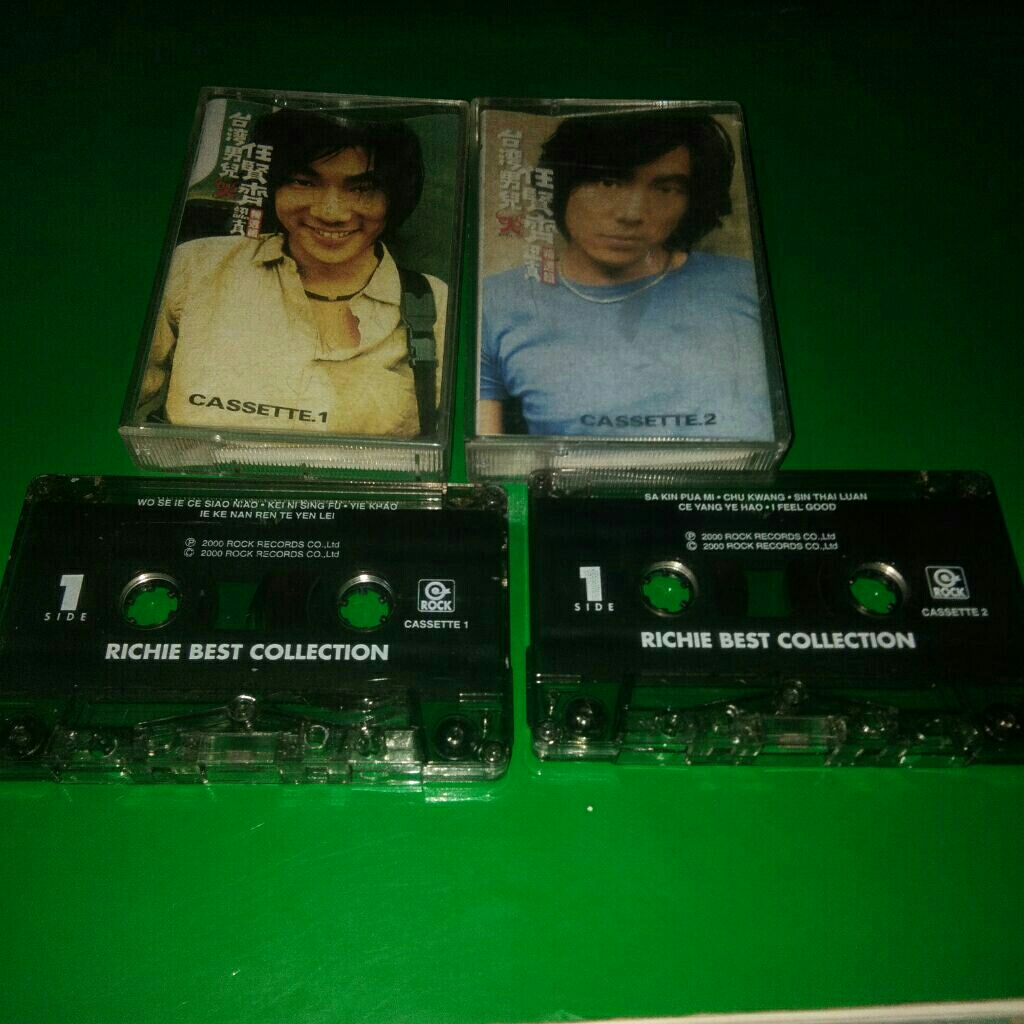 台灣男兒
任賢齊
CASSETTE.1
台灣男兒
任賢齊
CASSETTE.2
WO SE IE CE SIAO NIAO • KEI NI SING FU • YIE KHAO
IE KE NAN REN TE YEN LEI
℗ 2000 ROCK RECORDS CO.,Ltd
© 2000 ROCK RECORDS CO.,Ltd
1
SIDE
ROCK
CASSETTE 1
RICHIE BEST COLLECTION
SA KIN PUA MI • CHU KWANG • SIN THAI LUAN
CE YANG YE HAO • I FEEL GOOD
℗ 2000 ROCK RECORDS CO.,Ltd
© 2000 ROCK RECORDS CO.,Ltd
1
SIDE
ROCK
CASSETTE 2
RICHIE BEST COLLECTION